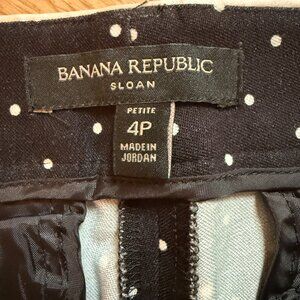 BANANA REPUBLIC
SLOAN
PETITE
4P
MADE IN
JORDAN